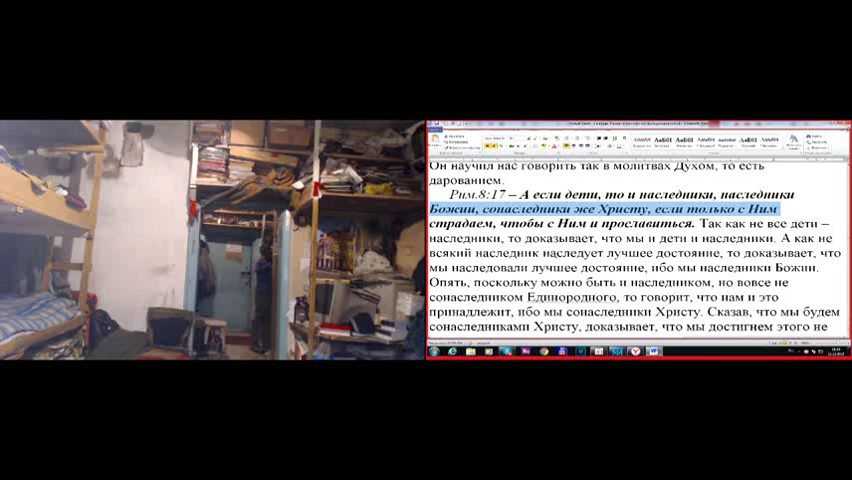 Он научил нас говорить так в молитвах Духом, то есть
дарованием.
Рим.8:17 – А если дети, то и наследники, наследники
Божии, сонаследники же Христу, если только с Ним
страдаем, чтобы с Ним и прославиться. Так как не все дети –
наследники, то доказывает, что мы и дети и наследники. А как не
всякий наследник наследует лучшее достояние, то доказывает, что
мы наследовали лучшее достояние, ибо мы наследники Божии.
Опять, поскольку можно быть и наследником, но вовсе не
сонаследником Единородного, то говорит, что нам и это
принадлежит, ибо мы сонаследники Христу. Сказав, что мы будем
сонаследниками Христу, доказывает, что мы достигнем этого не